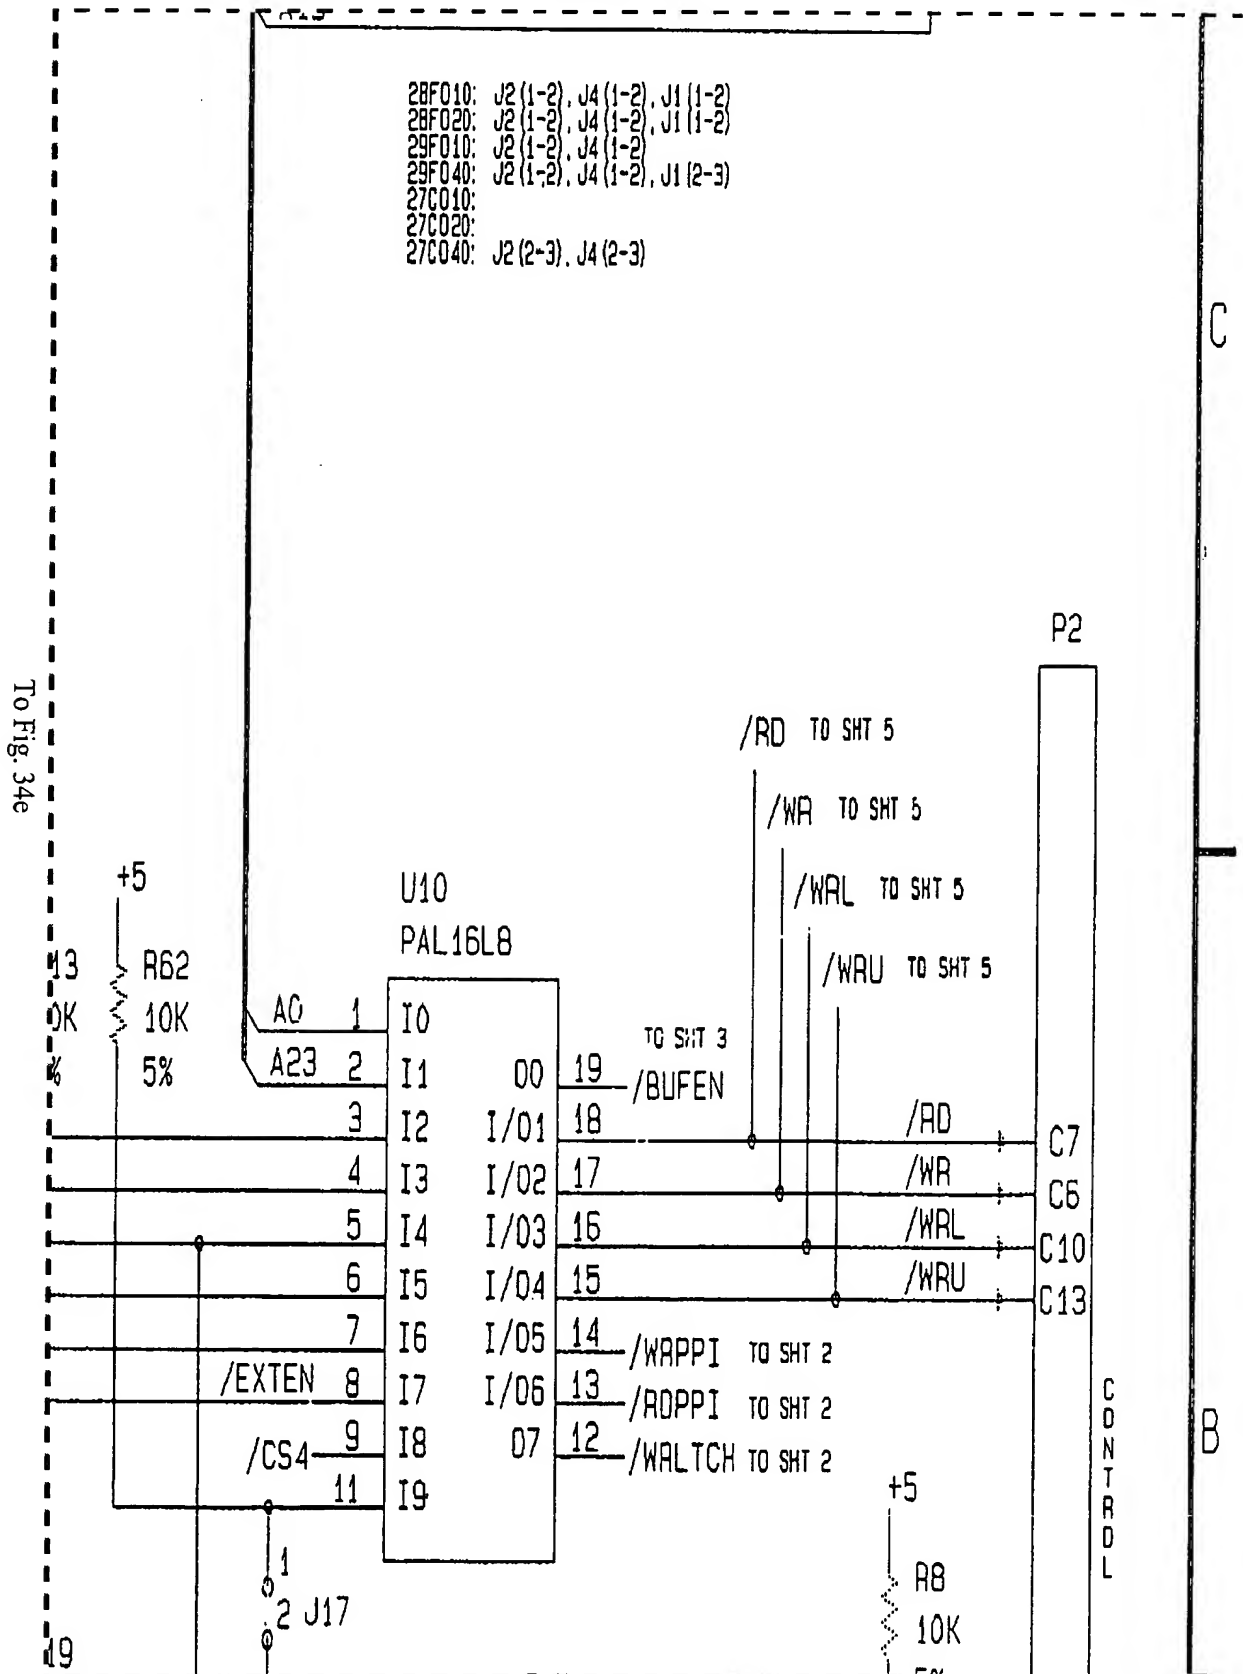 28F010: J2(1-2), J4(1-2), J1(1-2)
28F020: J2(1-2), J4(1-2), J1(1-2)
29F010: J2(1-2), J4(1-2)
29F040: J2(1-2), J4(1-2), J1(2-3)
27C010:
27C020:
27C040: J2(2-3), J4(2-3)
C
P2
To Fig. 34e
/RD TO SHT 5
/WR TO SHT 5
/WRL TO SHT 5
/WRU TO SHT 5
+5
U10
PAL16L8
13
R62
0K
10K
%
5%
A0 1 I0
A23 2 I1
3 I2
4 I3
5 I4
6 I5
7 I6
/EXTEN 8 I7
/CS4 9 I8
11 I9
TO SHT 3
O0 19 /BUFEN
I/O1 18 /RD C7
I/O2 17 /WR C6
I/O3 16 /WRL C10
I/O4 15 /WRU C13
I/O5 14 /WRPPI TO SHT 2
I/O6 13 /RDPPI TO SHT 2
O7 12 /WRLTCH TO SHT 2
CONTROL
B
1
2 J17
19
+5
R8
10K
5%